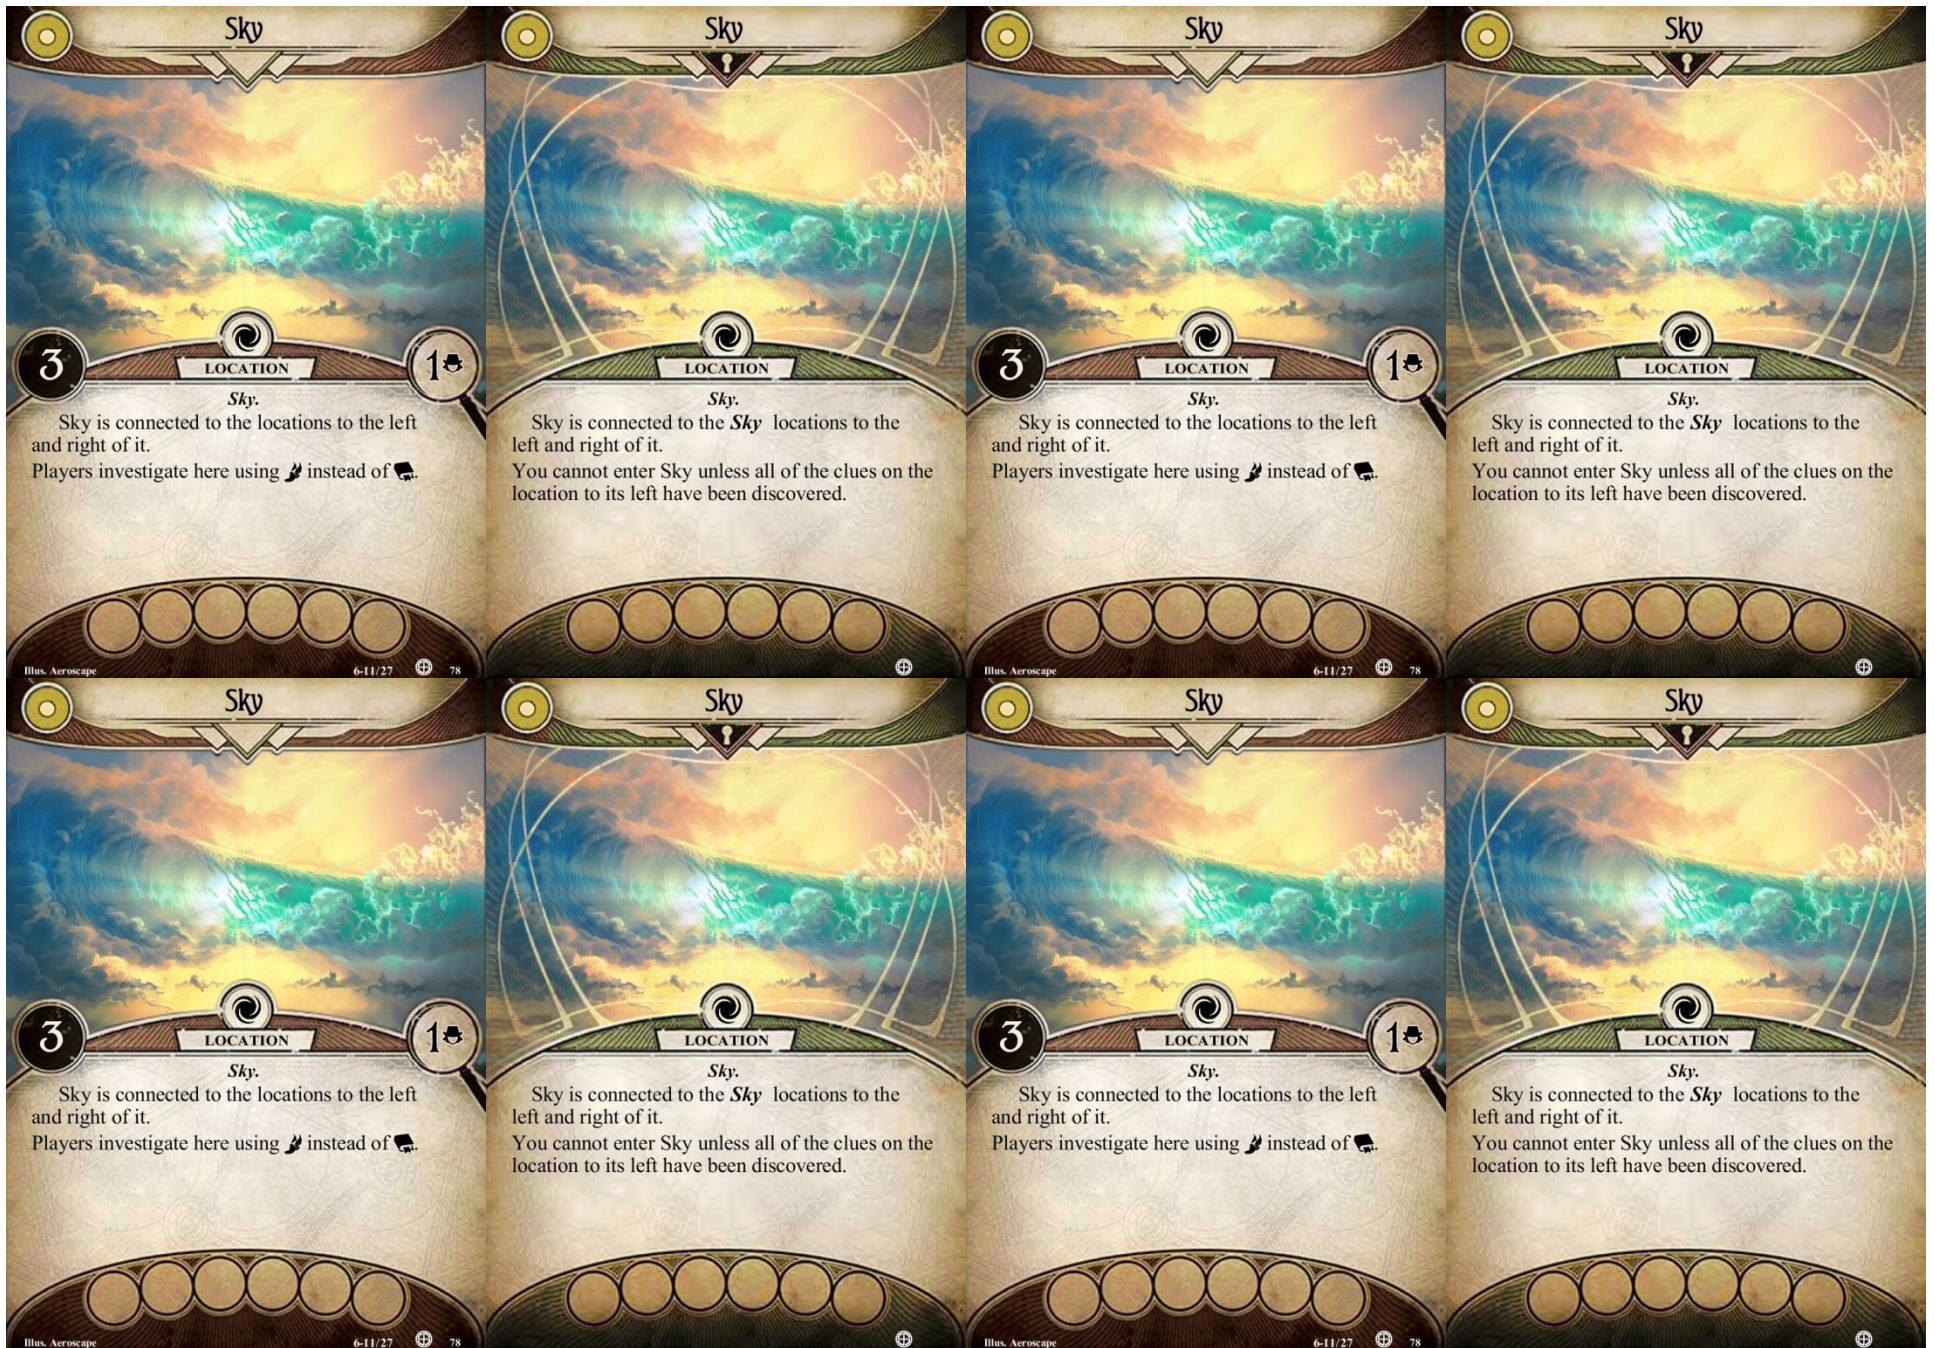 Sky
3
1
LOCATION
Sky.
Sky is connected to the locations to the left
and right of it.
Players investigate here using instead of .
Illus. Aeroscape 6-11/27 78
Sky
LOCATION
Sky.
Sky is connected to the Sky locations to the
left and right of it.
You cannot enter Sky unless all of the clues on the
location to its left have been discovered.
Sky
3
1
LOCATION
Sky.
Sky is connected to the locations to the left
and right of it.
Players investigate here using instead of .
Illus. Aeroscape 6-11/27 78
Sky
LOCATION
Sky.
Sky is connected to the Sky locations to the
left and right of it.
You cannot enter Sky unless all of the clues on the
location to its left have been discovered.
Sky
3
1
LOCATION
Sky.
Sky is connected to the locations to the left
and right of it.
Players investigate here using instead of .
Illus. Aeroscape 6-11/27 78
Sky
LOCATION
Sky.
Sky is connected to the Sky locations to the
left and right of it.
You cannot enter Sky unless all of the clues on the
location to its left have been discovered.
Sky
3
1
LOCATION
Sky.
Sky is connected to the locations to the left
and right of it.
Players investigate here using instead of .
Illus. Aeroscape 6-11/27 78
Sky
LOCATION
Sky.
Sky is connected to the Sky locations to the
left and right of it.
You cannot enter Sky unless all of the clues on the
location to its left have been discovered.